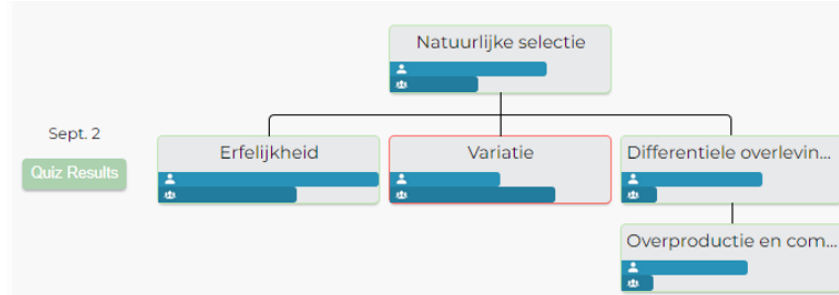 Natuurlijke selectie
Sept. 2
Quiz Results
Erfelijkheid
Variatie
Differentiele overlevin...
Overproductie en com...